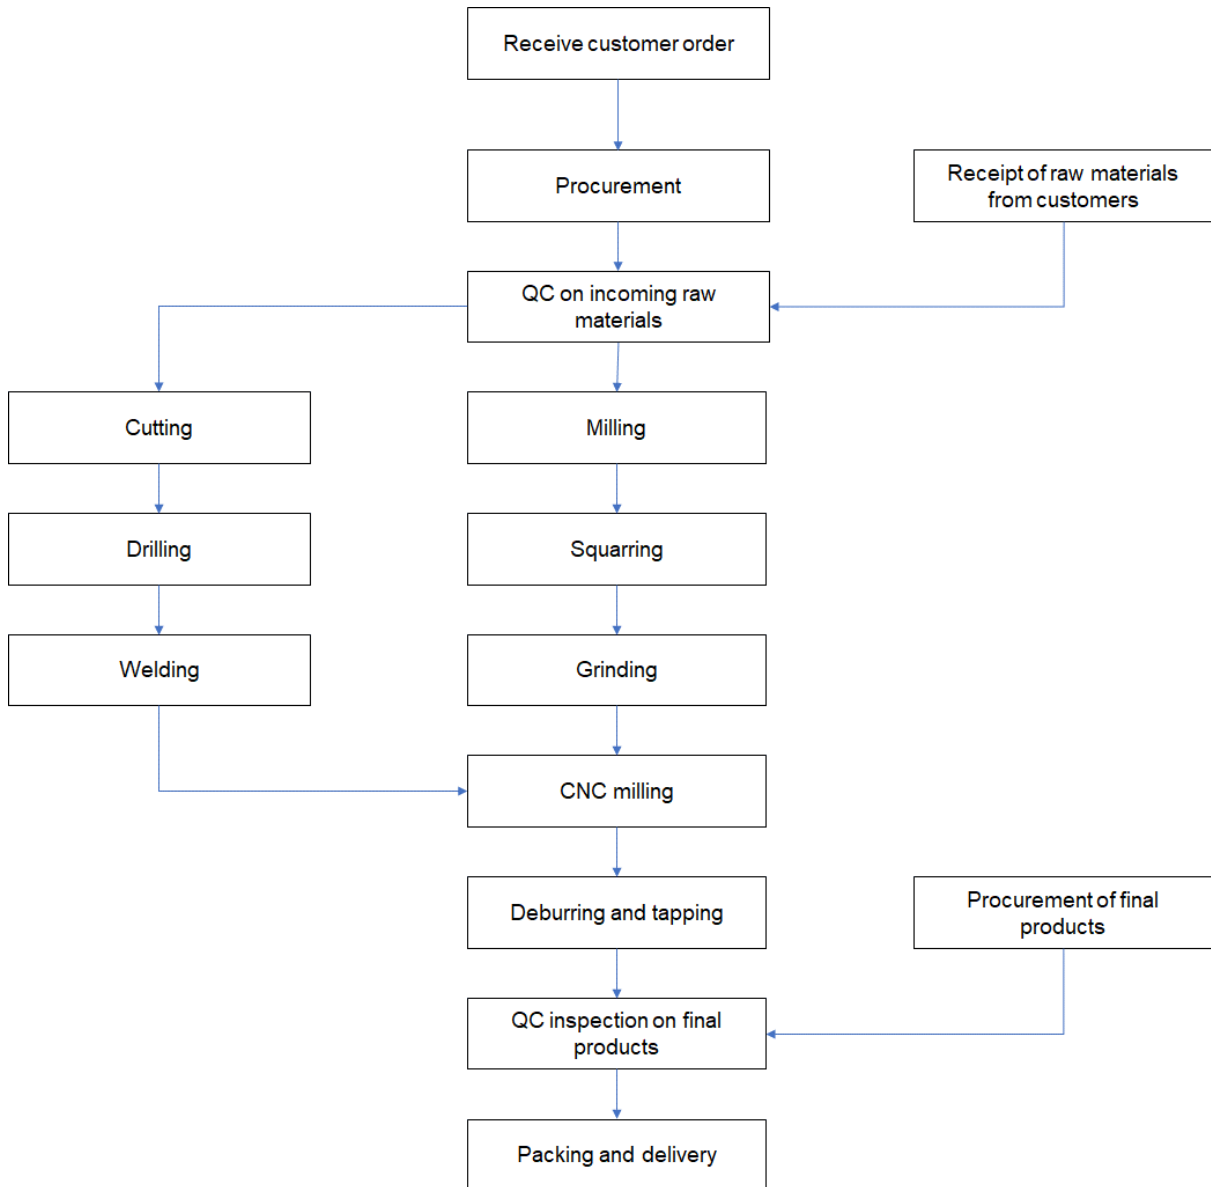 Receive customer order
Procurement
Receipt of raw materials
from customers
QC on incoming raw
materials
Cutting
Milling
Drilling
Squarring
Welding
Grinding
CNC milling
Deburring and tapping
Procurement of final
products
QC inspection on final
products
Packing and delivery